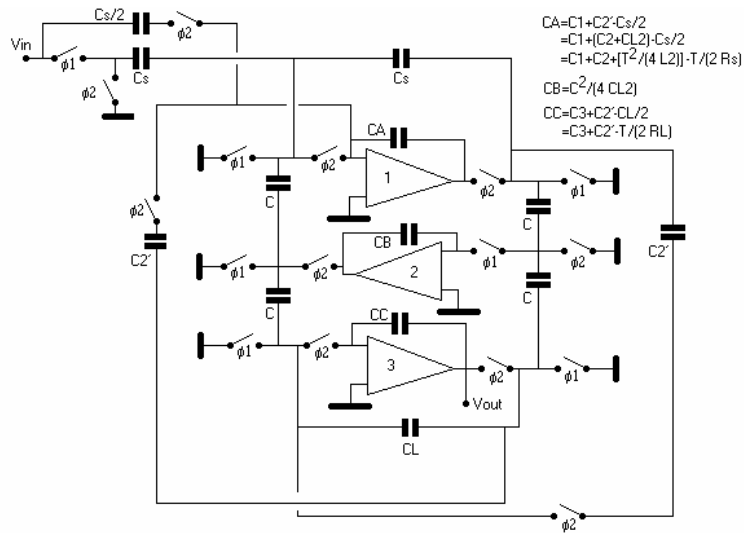 Cs/2
ϕ2
CA=C1+C2'-Cs/2
=C1+(C2+CL2)-Cs/2
=C1+C2+[T²/(4 L2)]-T/(2 Rs)
Vin
ϕ1
Cs
Cs
ϕ2
CB=C²/(4 CL2)
CC=C3+C2'-CL/2
=C3+C2'-T/(2 RL)
CA
ϕ1
ϕ2
1
ϕ2
ϕ1
C
C
ϕ2
C2'
CB
C2'
ϕ1
ϕ2
2
ϕ1
ϕ2
C
C
CC
ϕ1
ϕ2
3
ϕ2
ϕ1
Vout
CL
ϕ2